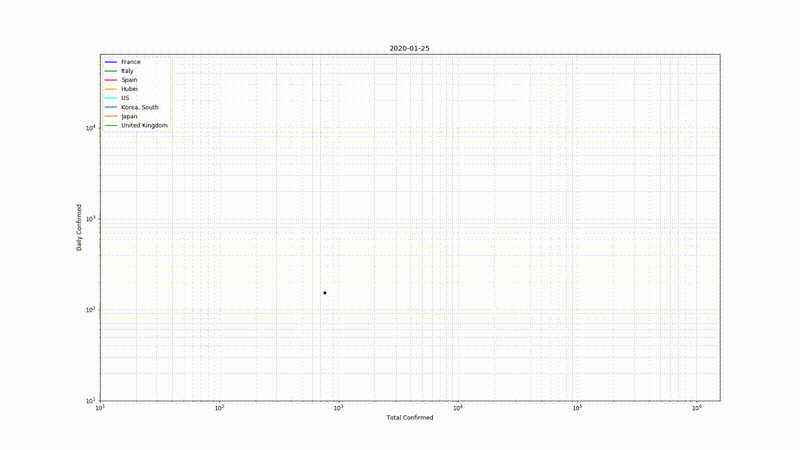 2020-01-25
France
Italy
Spain
Hubei
US
Korea, South
Japan
United Kingdom
10⁴
10³
10²
10¹
Daily Confirmed
10¹ 10² 10³ 10⁴ 10⁵ 10⁶
Total Confirmed